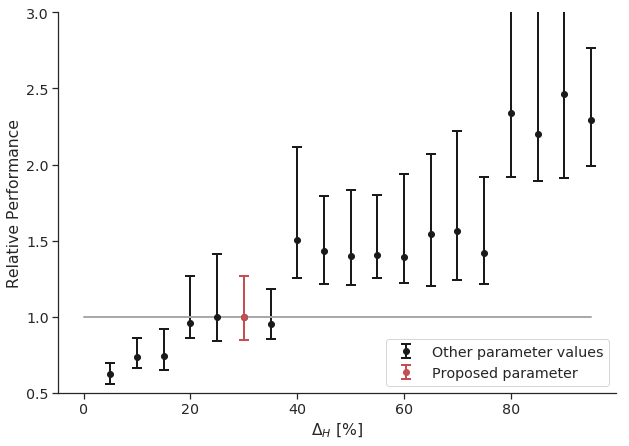 3.0
2.5
2.0
1.5
1.0
0.5
Relative Performance
0 20 40 60 80
Δ_H [%]
Other parameter values
Proposed parameter